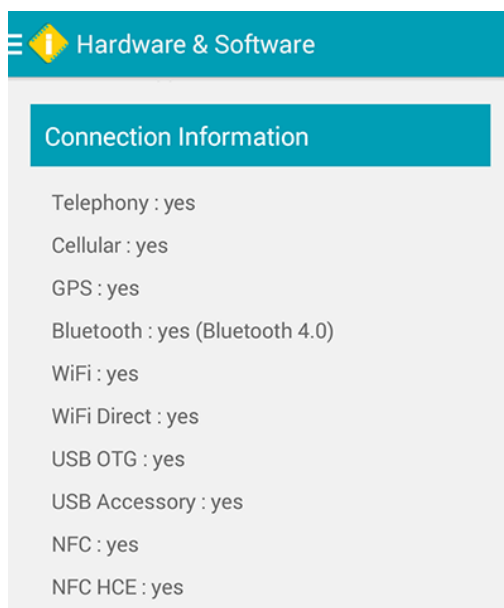 Hardware & Software
Connection Information
Telephony : yes
Cellular : yes
GPS : yes
Bluetooth : yes (Bluetooth 4.0)
WiFi : yes
WiFi Direct : yes
USB OTG : yes
USB Accessory : yes
NFC : yes
NFC HCE : yes